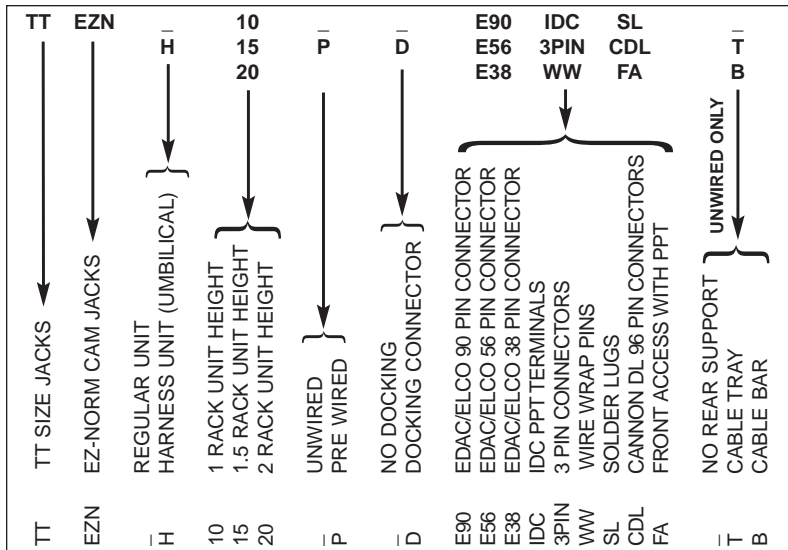 TT EZN _ 10 _ _ E90 IDC SL _
H 15 P D E56 3PIN CDL T
20 E38 WW FA B
UNWIRED ONLY
TT TT SIZE JACKS
EZN EZ-NORM CAM JACKS
_ REGULAR UNIT
H HARNESS UNIT (UMBILICAL)
10 1 RACK UNIT HEIGHT
15 1.5 RACK UNIT HEIGHT
20 2 RACK UNIT HEIGHT
_ UNWIRED
P PRE WIRED
_ NO DOCKING
D DOCKING CONNECTOR
E90 EDAC/ELCO 90 PIN CONNECTOR
E56 EDAC/ELCO 56 PIN CONNECTOR
E38 EDAC/ELCO 38 PIN CONNECTOR
IDC IDC PPT TERMINALS
3PIN 3 PIN CONNECTORS
WW WIRE WRAP PINS
SL SOLDER LUGS
CDL CANNON DL 96 PIN CONNECTORS
FA FRONT ACCESS WITH PPT
_ NO REAR SUPPORT
T CABLE TRAY
B CABLE BAR